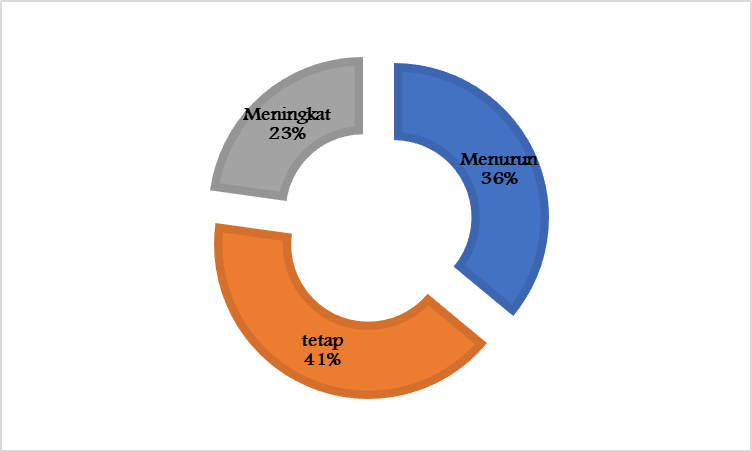 Meningkat
23%
Menurun
36%
tetap
41%